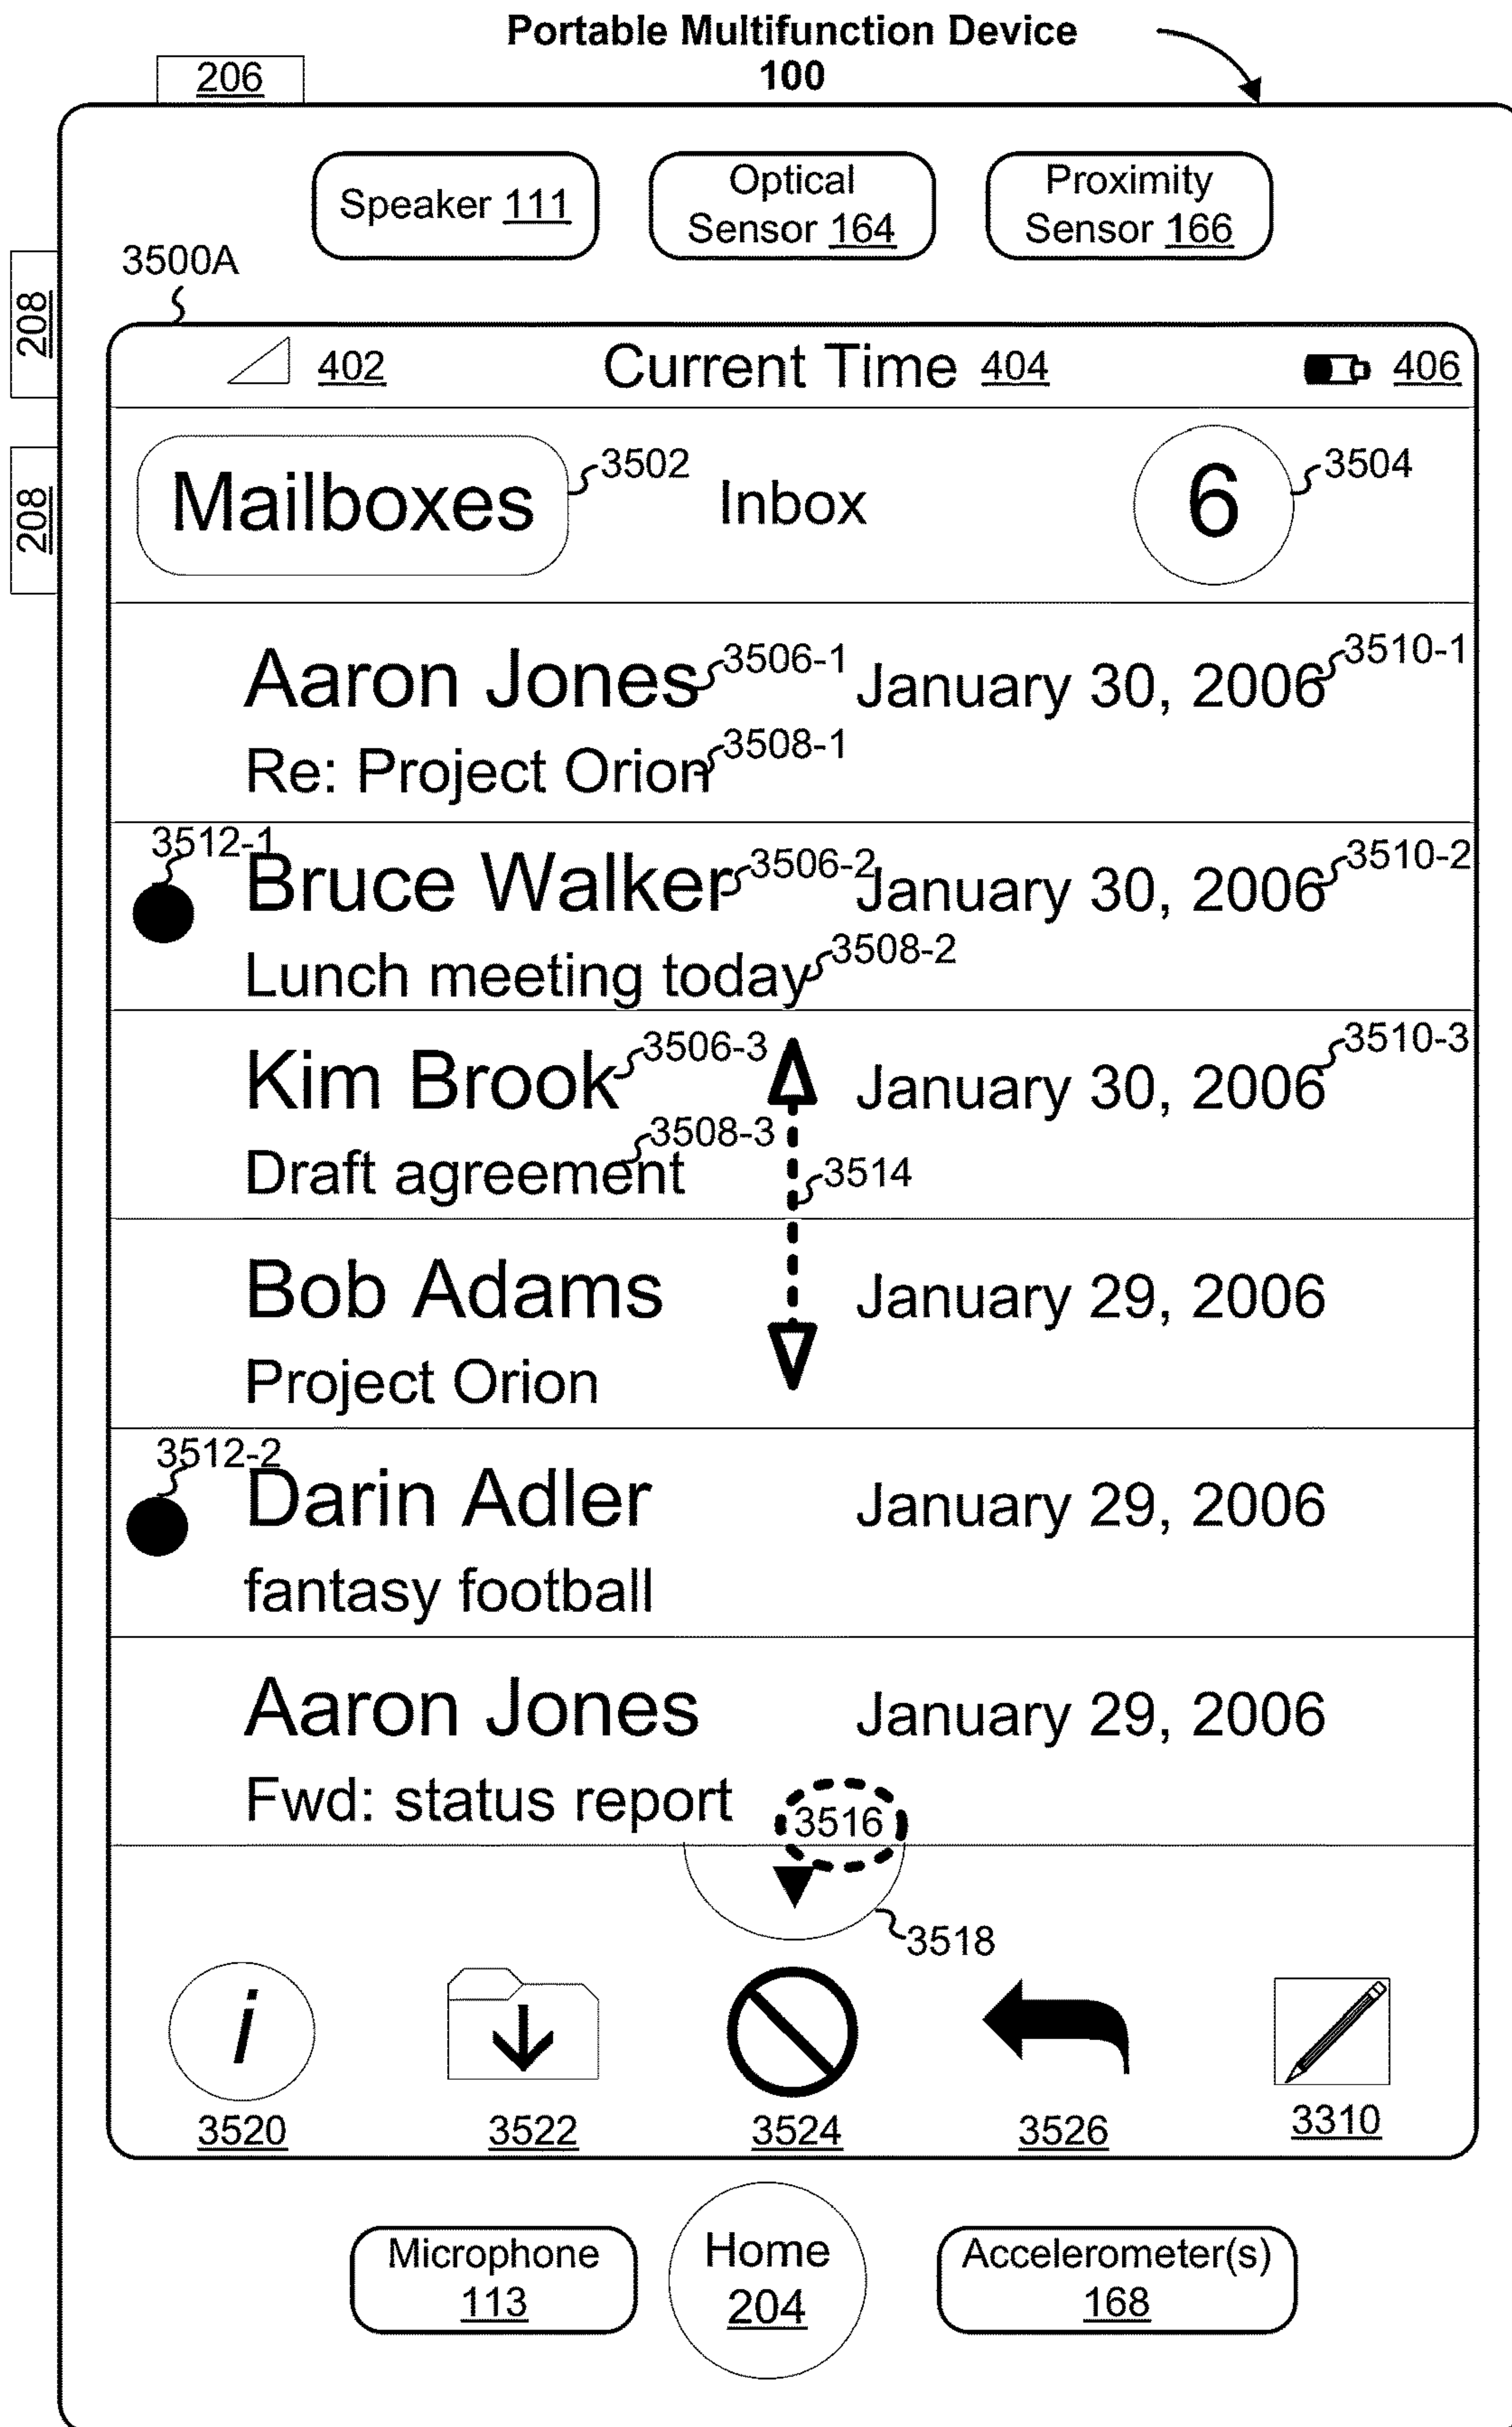 Portable Multifunction Device
100
206
Speaker 111
Optical
Sensor 164
Proximity
Sensor 166
3500A
208
208
402 Current Time 404 406
Mailboxes 3502 Inbox 6 3504
Aaron Jones 3506-1 January 30, 2006 3510-1
Re: Project Orion 3508-1
3512-1
Bruce Walker 3506-2 January 30, 2006 3510-2
Lunch meeting today 3508-2
Kim Brook 3506-3 January 30, 2006 3510-3
Draft agreement 3508-3
3514
Bob Adams January 29, 2006
Project Orion
3512-2
Darin Adler January 29, 2006
fantasy football
Aaron Jones January 29, 2006
Fwd: status report 3516
3518
i
3520 3522 3524 3526 3310
Microphone
113
Home
204
Accelerometer(s)
168